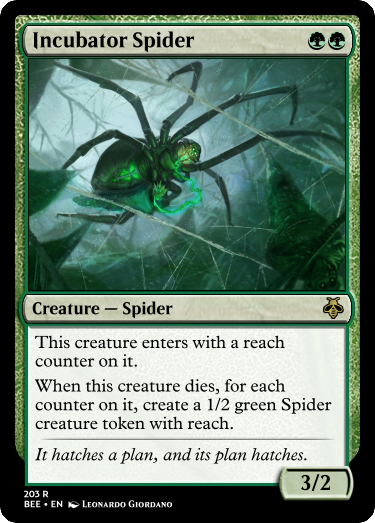 Incubator Spider
Creature — Spider
This creature enters with a reach
counter on it.
When this creature dies, for each
counter on it, create a 1/2 green Spider
creature token with reach.
It hatches a plan, and its plan hatches.
3/2
203 R
BEE • EN Leonardo Giordano